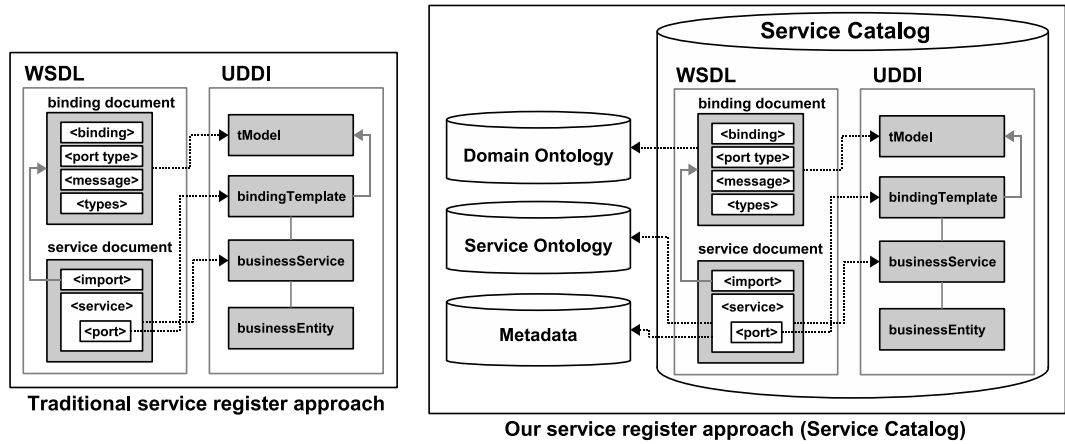 WSDL
UDDI
binding document
<binding>
<port type>
<message>
<types>
service document
<import>
<service>
<port>
tModel
bindingTemplate
businessService
businessEntity
Traditional service register approach
Service Catalog
Domain Ontology
Service Ontology
Metadata
WSDL
UDDI
binding document
<binding>
<port type>
<message>
<types>
service document
<import>
<service>
<port>
tModel
bindingTemplate
businessService
businessEntity
Our service register approach (Service Catalog)